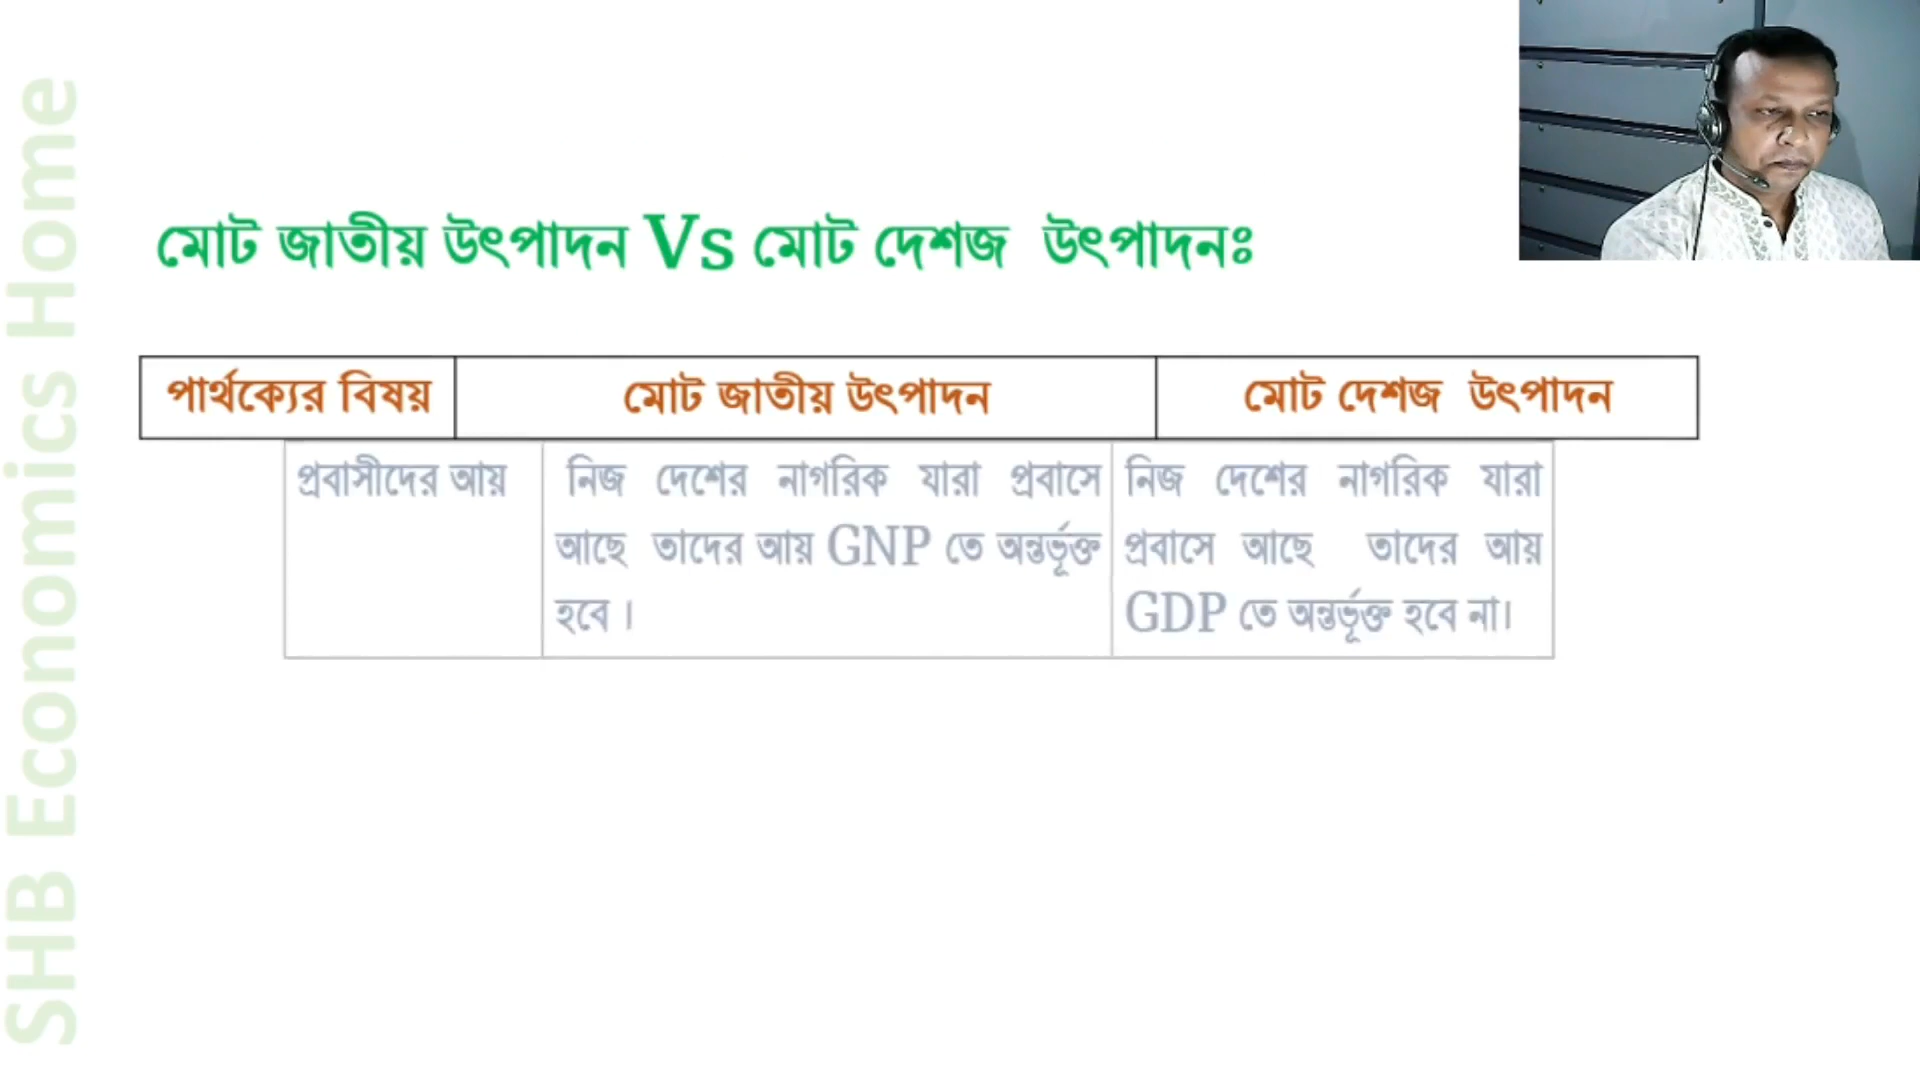 মোট জাতীয় উৎপাদন Vs মোট দেশজ উৎপাদনঃ
পার্থক্যের বিষয়
মোট জাতীয় উৎপাদন
মোট দেশজ উৎপাদন
প্রবাসীদের আয়
নিজ দেশের নাগরিক যারা প্রবাসে
আছে তাদের আয় GNP তে অন্তর্ভূক্ত
হবে ।
নিজ দেশের নাগরিক যারা
প্রবাসে আছে তাদের আয়
GDP তে অন্তর্ভূক্ত হবে না।
SHB Economics Home